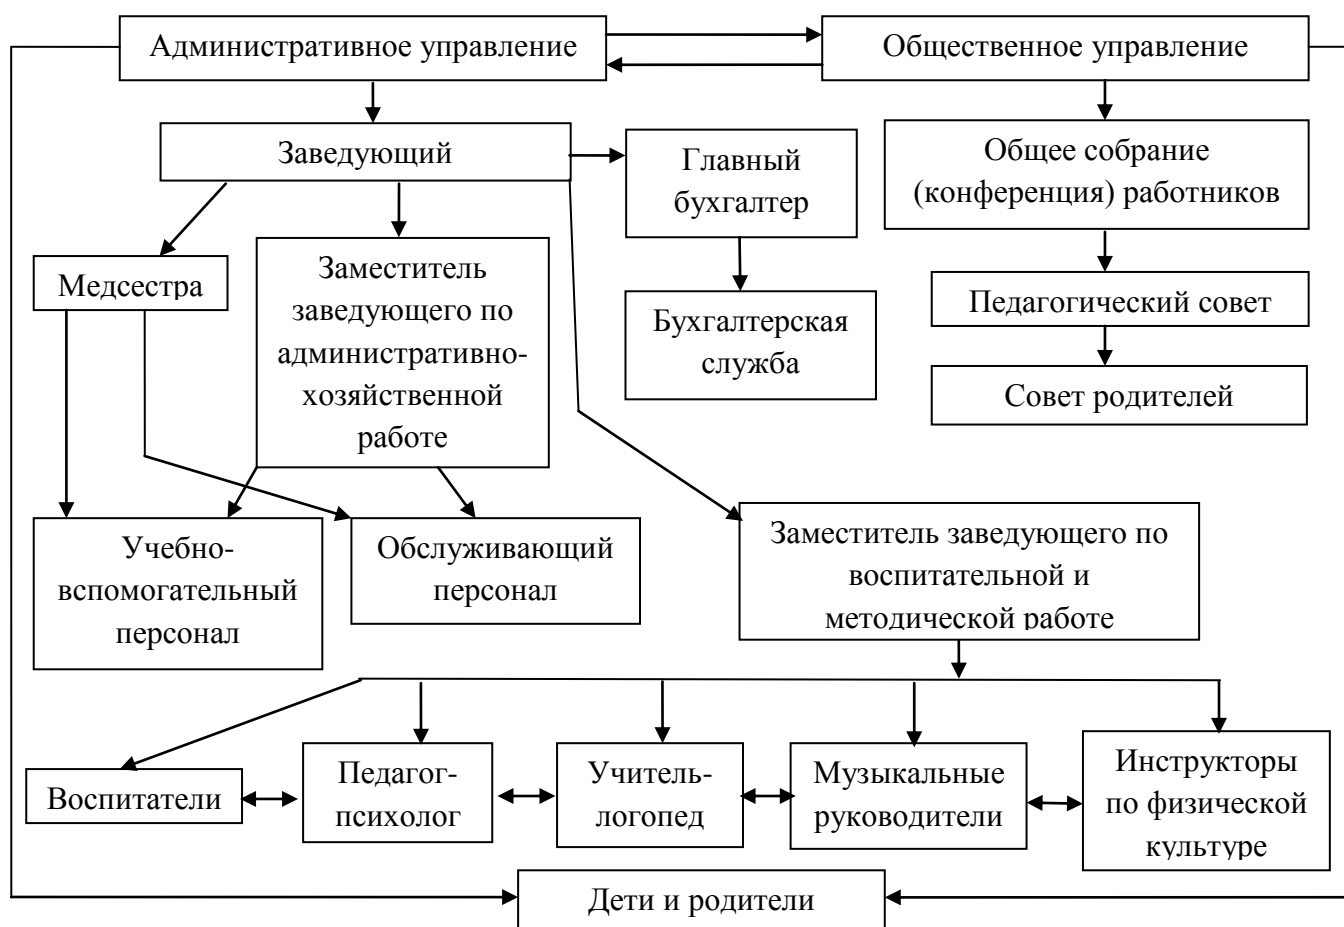 Административное управление
Общественное управление
Заведующий
Главный
бухгалтер
Общее собрание
(конференция) работников
Медсестра
Заместитель
заведующего по
административно-
хозяйственной
работе
Бухгалтерская
служба
Педагогический совет
Совет родителей
Учебно-
вспомогательный
персонал
Обслуживающий
персонал
Заместитель заведующего по
воспитательной и
методической работе
Воспитатели
Педагог-
психолог
Учитель-
логопед
Музыкальные
руководители
Инструкторы
по физической
культуре
Дети и родители